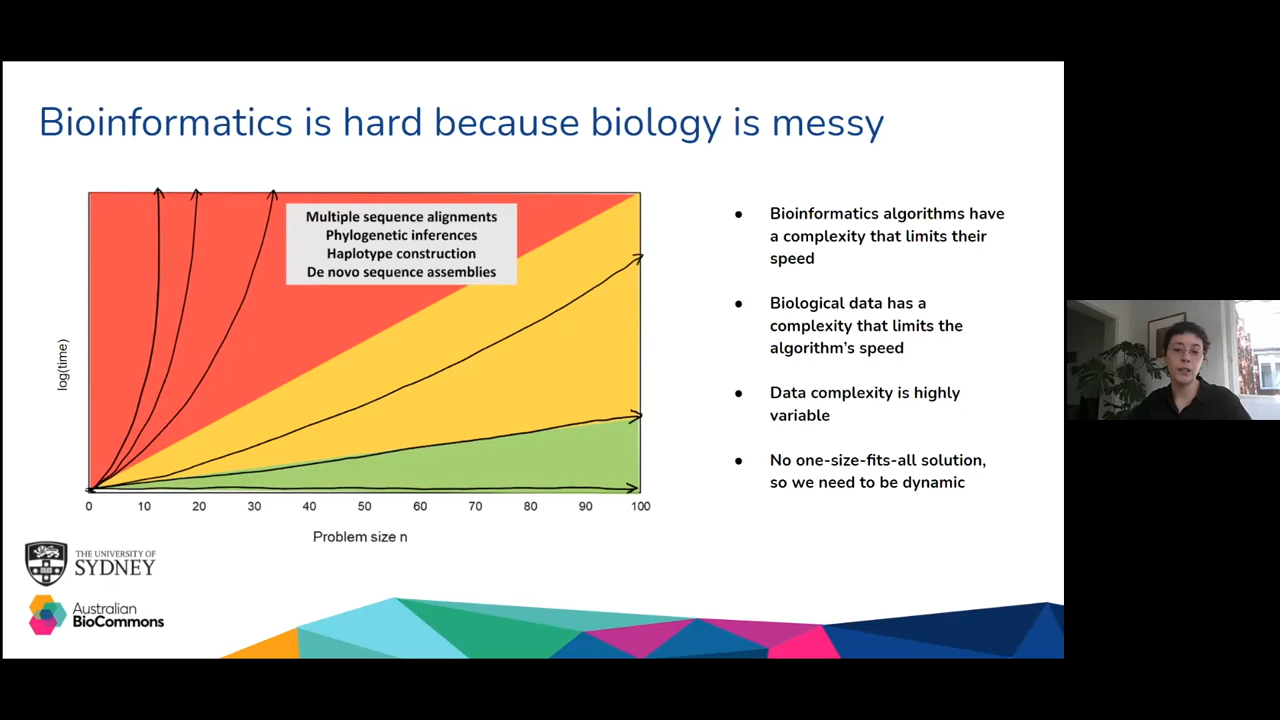 Bioinformatics is hard because biology is messy
Multiple sequence alignments
Phylogenetic inferences
Haplotype construction
De novo sequence assemblies
log(time)
0 10 20 30 40 50 60 70 80 90 100
Problem size n
● Bioinformatics algorithms have
a complexity that limits their
speed
● Biological data has a
complexity that limits the
algorithm's speed
● Data complexity is highly
variable
● No one-size-fits-all solution,
so we need to be dynamic
THE UNIVERSITY OF
SYDNEY
Australian
BioCommons